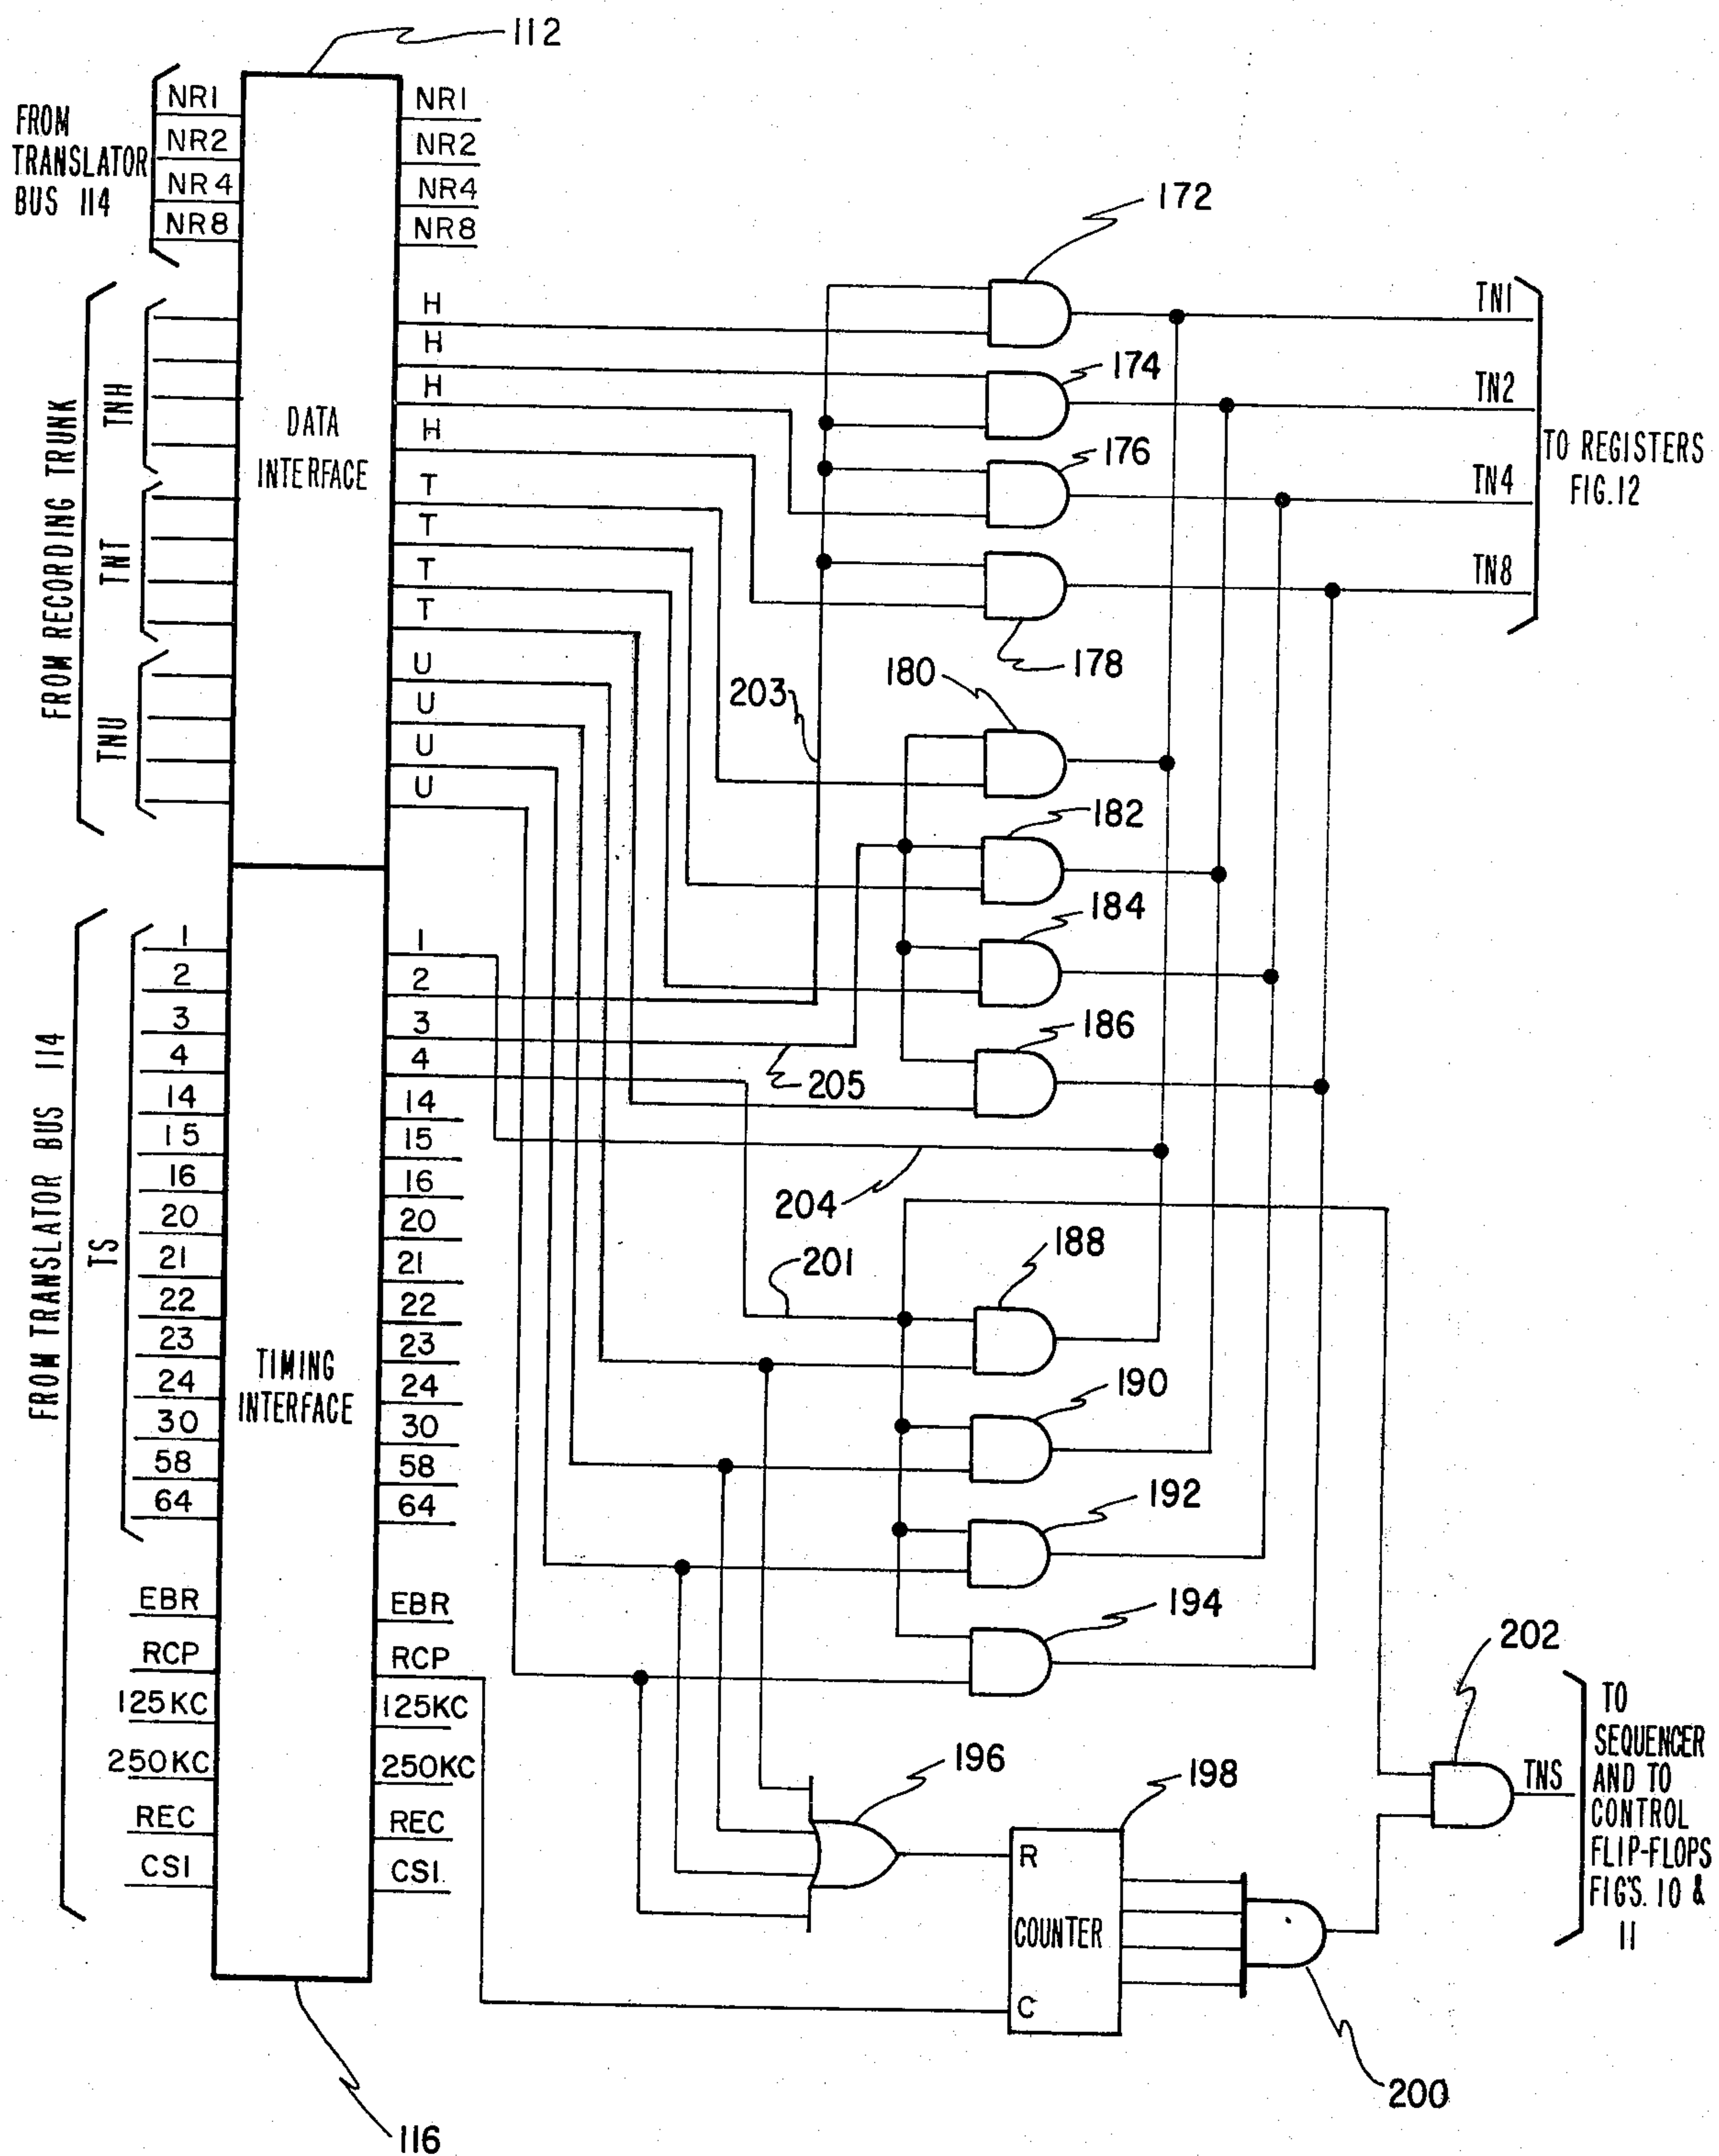 112
FROM
TRANSLATOR
BUS 114
NR1
NR2
NR4
NR8
NR1
NR2
NR4
NR8
FROM RECORDING TRUNK
TNH
TNT
TNU
DATA
INTERFACE
H
H
H
H
T
T
T
T
U
U
U
U
172
174
176
178
180
182
184
186
203
205
204
201
188
190
192
194
TN1
TN2
TN4
TN8
TO REGISTERS
FIG.12
FROM TRANSLATOR BUS 114
TS
1
2
3
4
14
15
16
20
21
22
23
24
30
58
64
EBR
RCP
125KC
250KC
REC
CSI
TIMING
INTERFACE
1
2
3
4
14
15
16
20
21
22
23
24
30
58
64
EBR
RCP
125KC
250KC
REC
CSI.
196
198
R
COUNTER
C
200
202
TNS
TO
SEQUENCER
AND TO
CONTROL
FLIP-FLOPS
FIG'S. 10 &
11
116